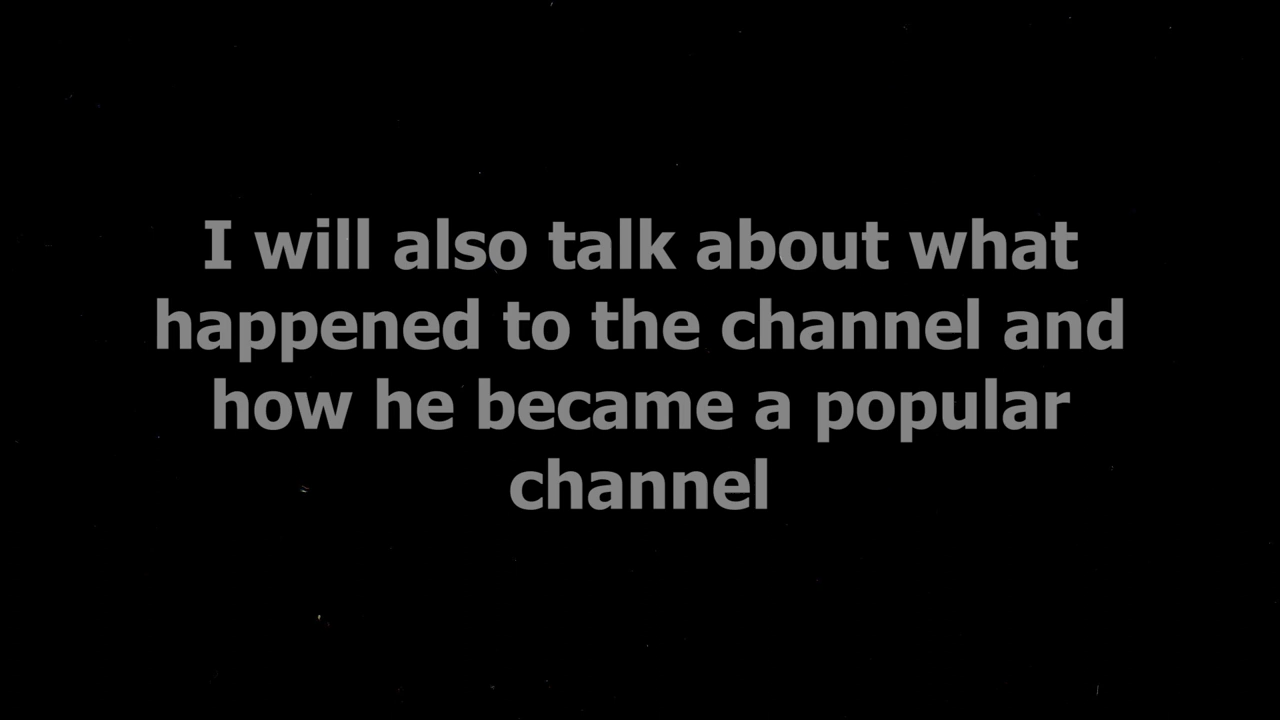 I will also talk about what
happened to the channel and
how he became a popular
channel